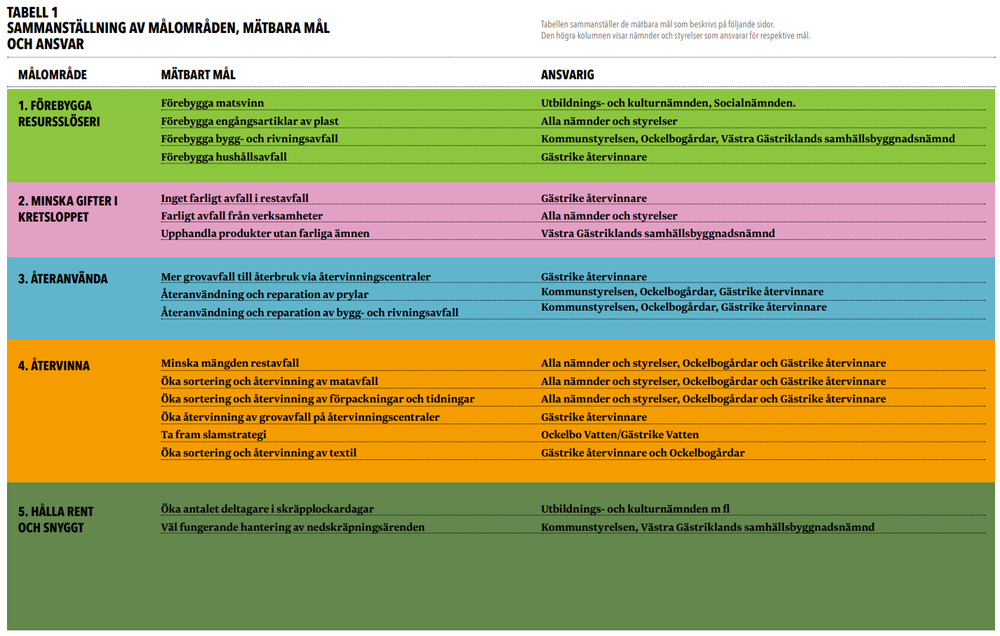 TABELL 1
SAMMANSTÄLLNING AV MÅLOMRÅDEN, MÄTBARA MÅL
OCH ANSVAR
Tabellen sammanställer de mätbara mål som beskrivs på följande sidor.
Den högra kolumnen visar nämnder och styrelser som ansvarar för respektive mål.
MÅLOMRÅDE MÄTBART MÅL ANSVARIG
1. FÖREBYGGA
RESURSSLÖSERI
Förebygga matsvinn Utbildnings- och kulturnämnden, Socialnämnden.
Förebygga engångsartiklar av plast Alla nämnder och styrelser
Förebygga bygg- och rivningsavfall Kommunstyrelsen, Ockelbogårdar, Västra Gästriklands samhällsbyggnadsnämnd
Förebygga hushållsavfall Gästrike återvinnare
2. MINSKA GIFTER I
KRETSLOPPET
Inget farligt avfall i restavfall Gästrike återvinnare
Farligt avfall från verksamheter Alla nämnder och styrelser
Upphandla produkter utan farliga ämnen Västra Gästriklands samhällsbyggnadsnämnd
3. ÅTERANVÄNDA
Mer grovavfall till återbruk via återvinningscentraler Gästrike återvinnare
Återanvändning och reparation av prylar Kommunstyrelsen, Ockelbogårdar, Gästrike återvinnare
Återanvändning och reparation av bygg- och rivningsavfall Kommunstyrelsen, Ockelbogårdar, Gästrike återvinnare
4. ÅTERVINNA
Minska mängden restavfall Alla nämnder och styrelser, Ockelbogårdar och Gästrike återvinnare
Öka sortering och återvinning av matavfall Alla nämnder och styrelser, Ockelbogårdar och Gästrike återvinnare
Öka sortering och återvinning av förpackningar och tidningar Alla nämnder och styrelser, Ockelbogårdar och Gästrike återvinnare
Öka återvinning av grovavfall på återvinningscentraler Gästrike återvinnare
Ta fram slamstrategi Ockelbo Vatten/Gästrike Vatten
Öka sortering och återvinning av textil Gästrike återvinnare och Ockelbogårdar
5. HÅLLA RENT
OCH SNYGGT
Öka antalet deltagare i skräpplockardagar Utbildnings- och kulturnämnden m fl
Väl fungerande hantering av nedskräpningsärenden Kommunstyrelsen, Västra Gästriklands samhällsbyggnadsnämnd